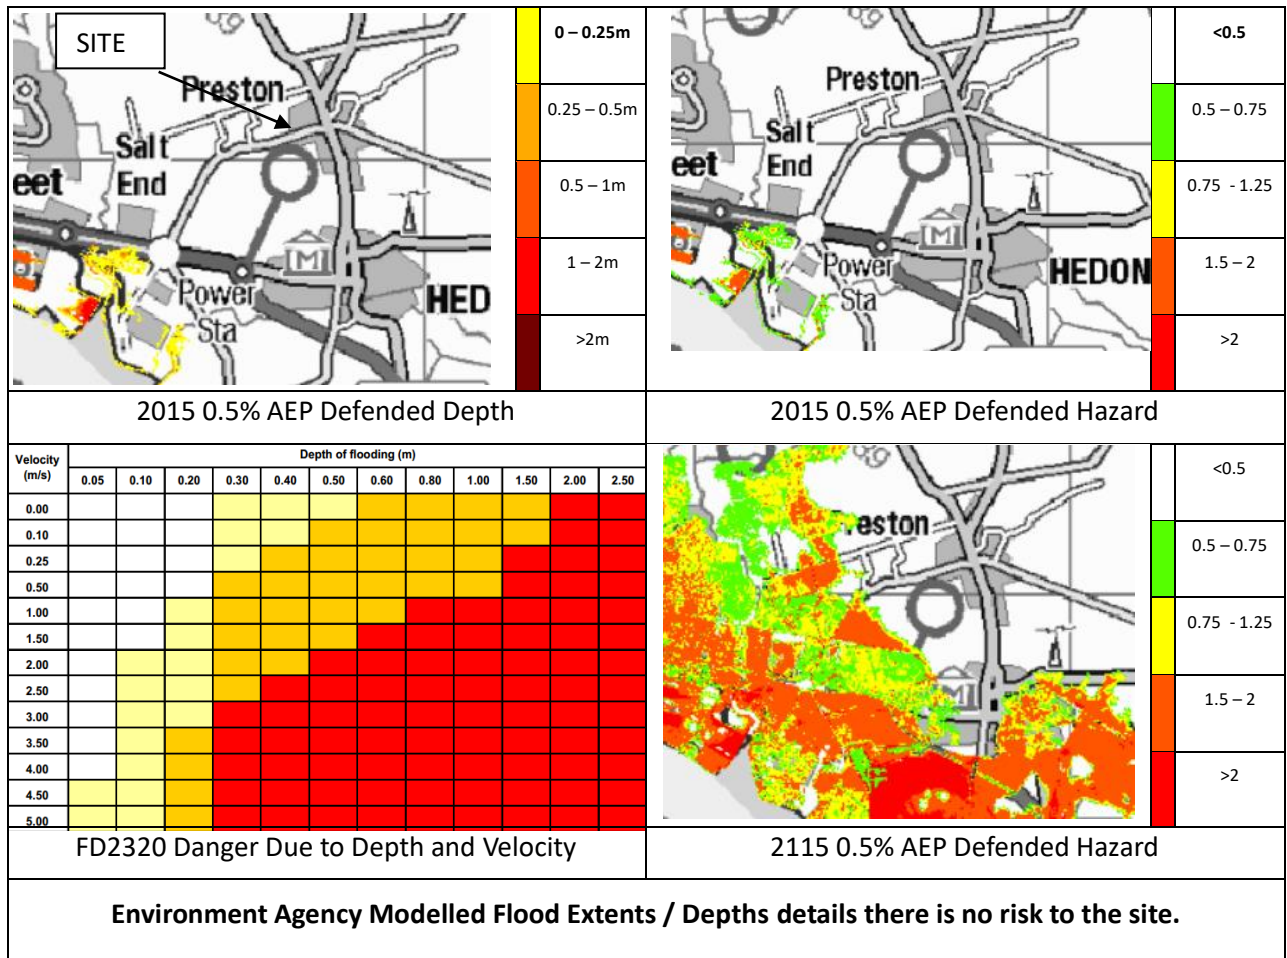 SITE
Preston
Salt
End
eet
Power
Sta
HED
0 – 0.25m
0.25 – 0.5m
0.5 – 1m
1 – 2m
>2m
2015 0.5% AEP Defended Depth
Preston
Salt
End
eet
Power
Sta
HEDON
<0.5
0.5 – 0.75
0.75 - 1.25
1.5 – 2
>2
2015 0.5% AEP Defended Hazard
Velocity
(m/s)
Depth of flooding (m)
0.05 0.10 0.20 0.30 0.40 0.50 0.60 0.80 1.00 1.50 2.00 2.50
0.00
0.10
0.25
0.50
1.00
1.50
2.00
2.50
3.00
3.50
4.00
4.50
5.00
FD2320 Danger Due to Depth and Velocity
eston
<0.5
0.5 – 0.75
0.75 - 1.25
1.5 – 2
>2
2115 0.5% AEP Defended Hazard
Environment Agency Modelled Flood Extents / Depths details there is no risk to the site.